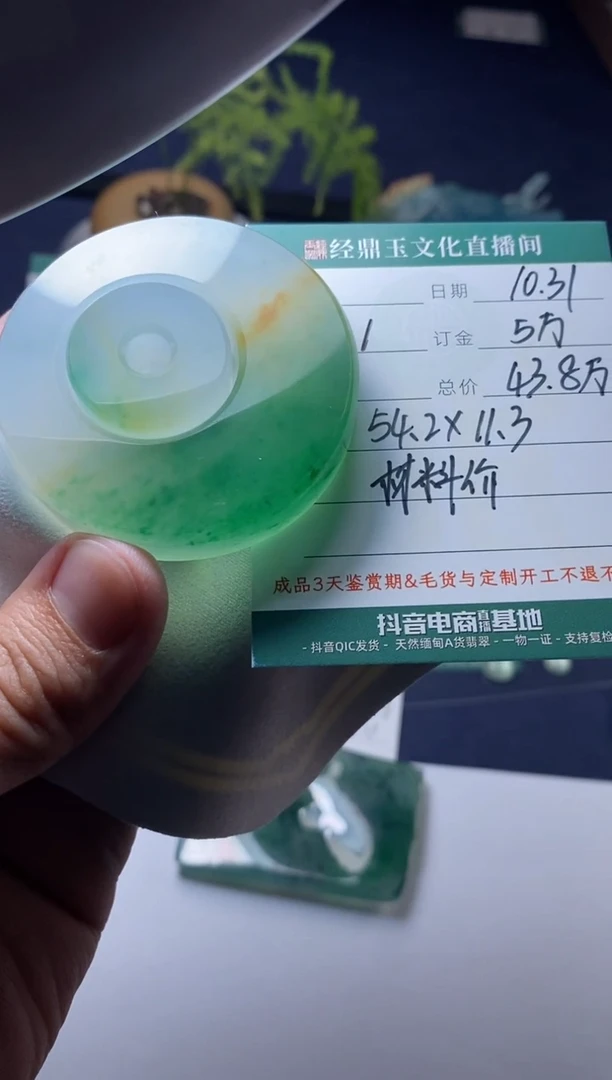 经鼎玉文化直播间
日期 10.31
1 订金 5万
总价 43.8万
54.2×11.3
材料价
成品3天鉴赏期&毛货与定制开工不退不
抖音电商直播基地
- 抖音QIC发货 - 天然缅甸A货翡翠 - 一物一证 - 支持复检